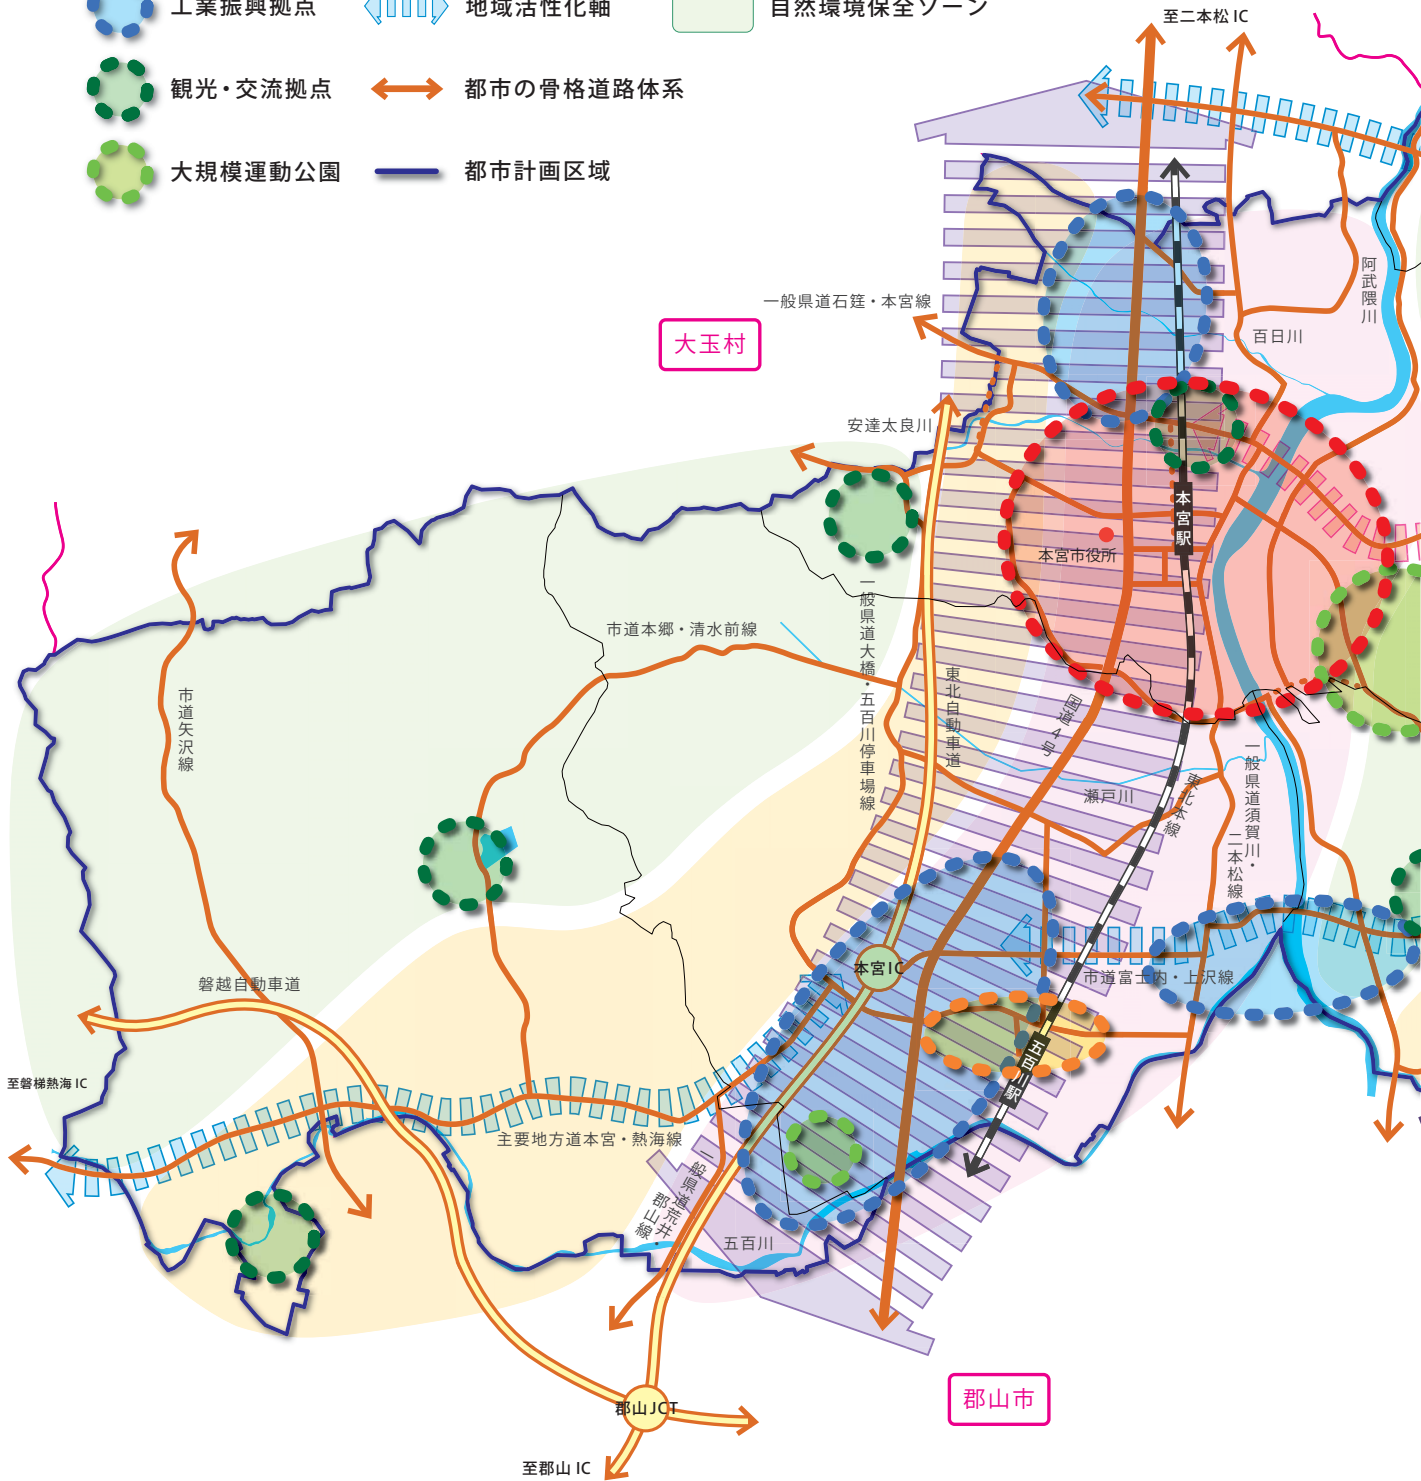 工業振興拠点
地域活性化軸
自然環境保全ゾーン
観光・交流拠点
都市の骨格道路体系
大規模運動公園
都市計画区域
至二本松IC
阿武隈川
一般県道石筵・本宮線
百日川
大玉村
安達太良川
本宮駅
本宮市役所
一般県道大橋・五百川停車場線
市道本郷・清水前線
東北自動車道
市道矢沢線
国道4号
一般県道須賀川・
二本松線
瀬戸川
東北本線
本宮IC
磐越自動車道
市道富士内・上沢線
五百川駅
至磐梯熱海IC
主要地方道本宮・熱海線
一般県道荒井・
郡山線
五百川
郡山市
郡山JCT
至郡山IC